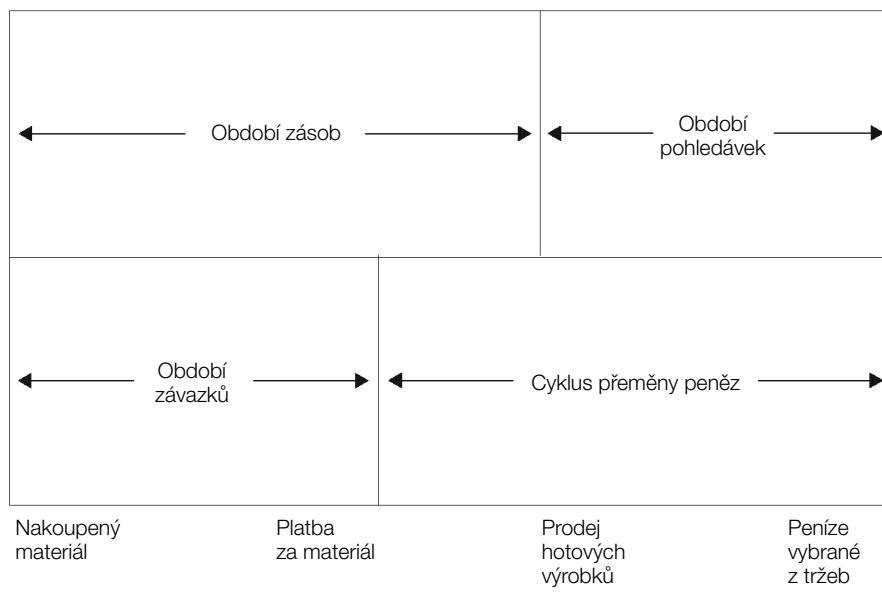 Období zásob
Období
pohledávek
Období
závazků
Cyklus přeměny peněz
Nakoupený
materiál
Platba
za materiál
Prodej
hotových
výrobků
Peníze
vybrané
z tržeb